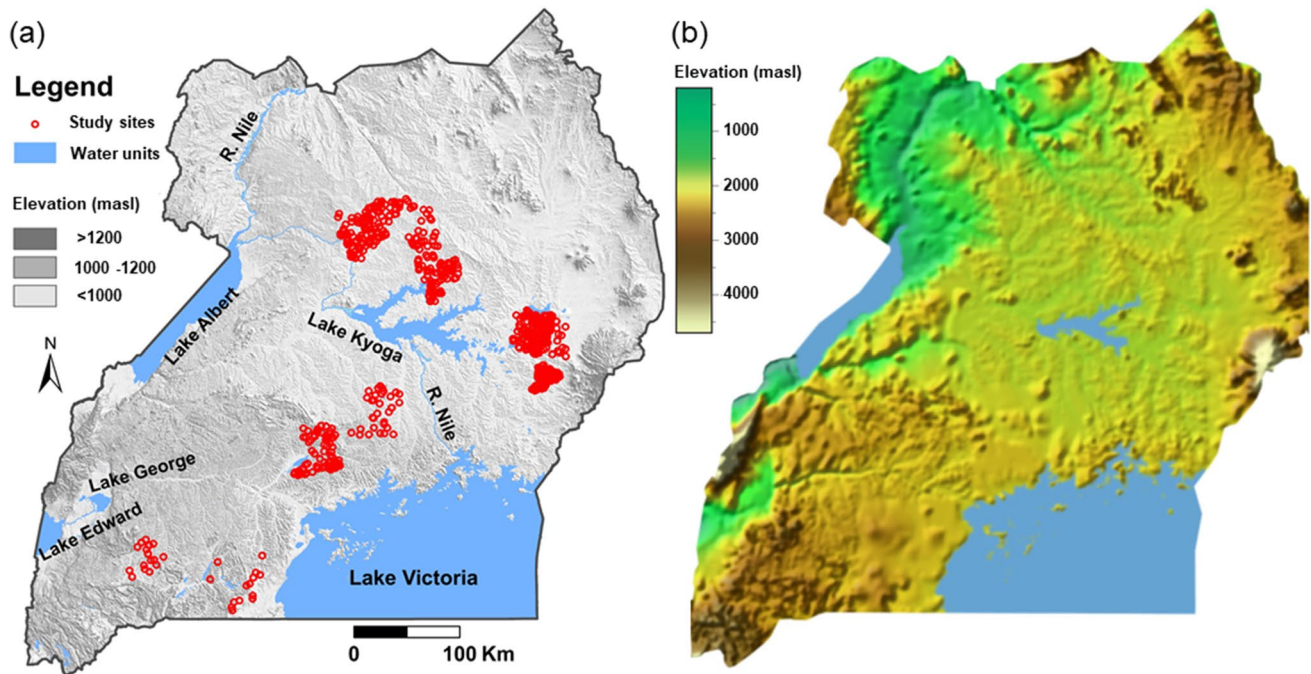 (a)
Legend
Study sites
Water units
Elevation (masl)
>1200
1000 -1200
<1000
N
R. Nile
Lake Albert
Lake Kyoga
R. Nile
Lake George
Lake Edward
Lake Victoria
0 100 Km
(b)
Elevation (masl)
1000
2000
3000
4000